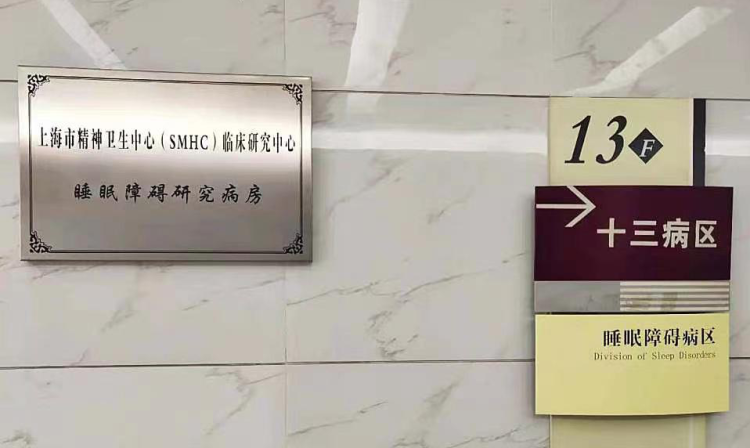 上海市精神卫生中心（SMHC）临床研究中心
睡眠障碍研究病房
13F
十三病区
睡眠障碍病区
Division of Sleep Disorders